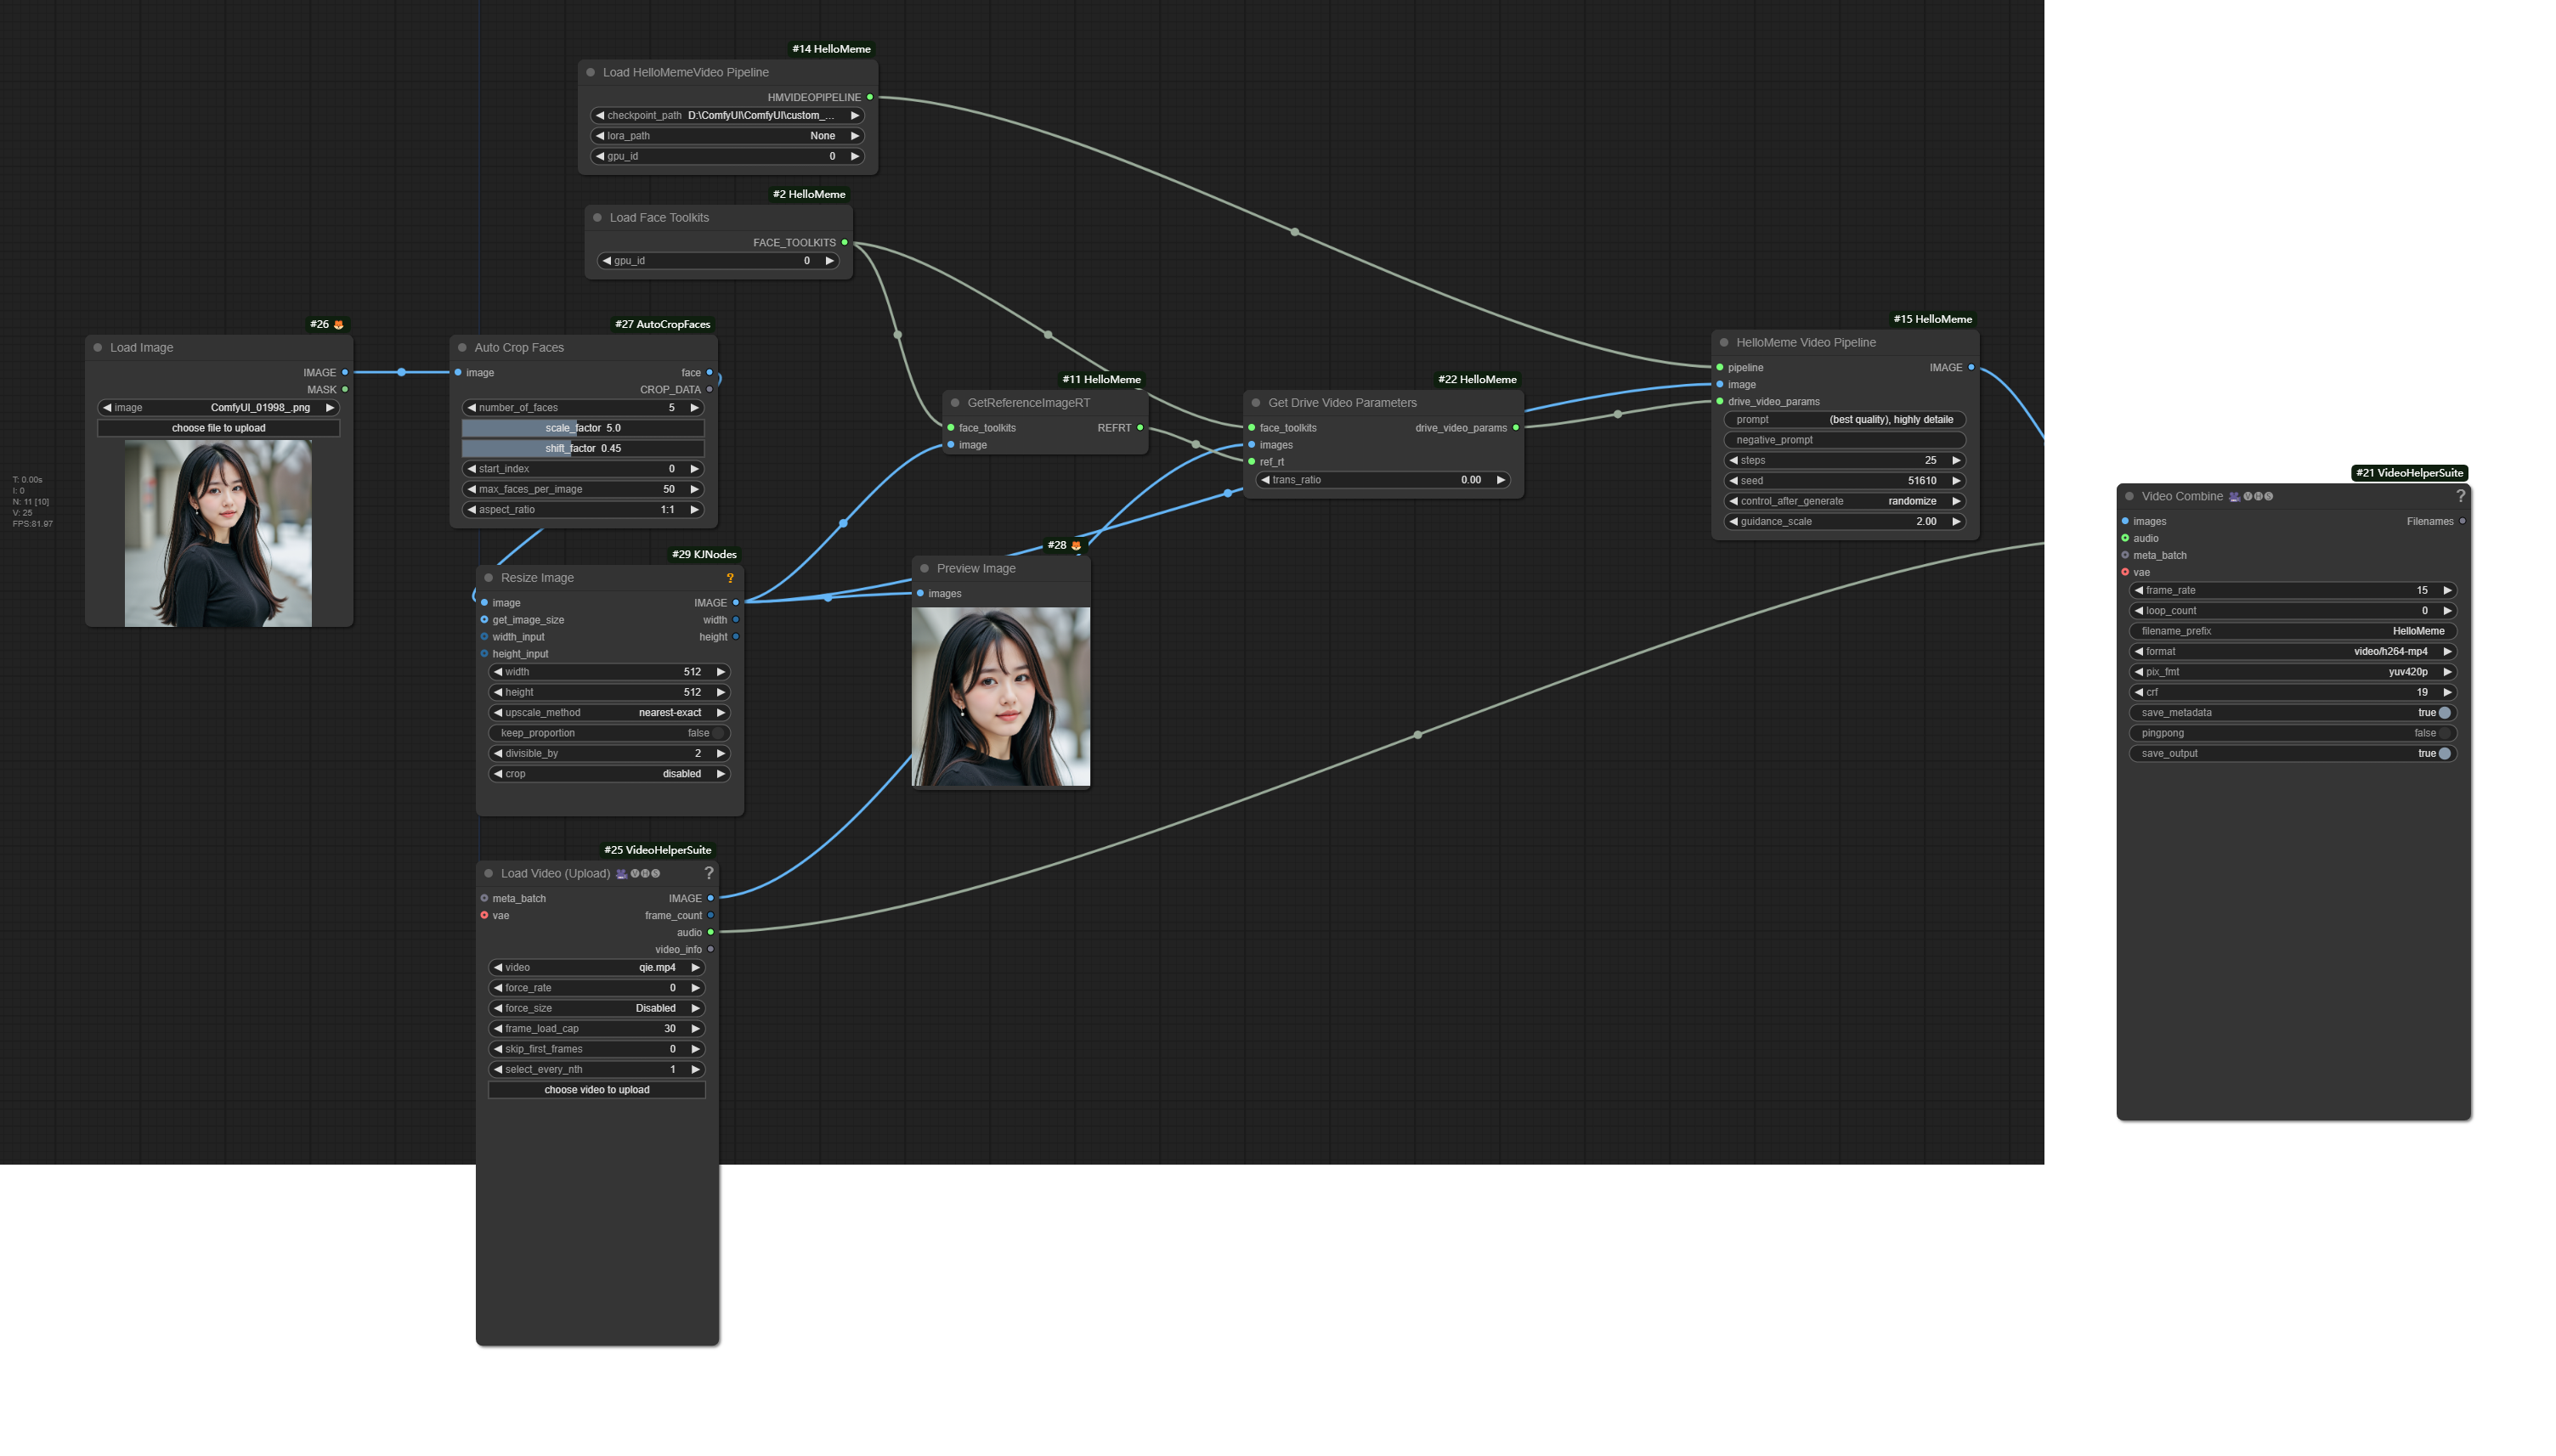 #14 HelloMeme
Load HelloMemeVideo Pipeline
HMVIDEOPIPELINE
checkpoint_path D:\ComfyUI\ComfyUI\custom_...
lora_path None
gpu_id 0
#2 HelloMeme
Load Face Toolkits
FACE_TOOLKITS
gpu_id 0
#26
Load Image
IMAGE
MASK
image ComfyUI_01998_.png
choose file to upload
T: 0.00s
I: 0
N: 11 [10]
V: 25
FPS:81.97
#27 AutoCropFaces
Auto Crop Faces
image face
CROP_DATA
number_of_faces 5
scale_factor 5.0
shift_factor 0.45
start_index 0
max_faces_per_image 50
aspect_ratio 1:1
#11 HelloMeme
GetReferenceImageRT
face_toolkits REFRT
image
#22 HelloMeme
Get Drive Video Parameters
face_toolkits drive_video_params
images
ref_rt
trans_ratio 0.00
#15 HelloMeme
HelloMeme Video Pipeline
pipeline IMAGE
image
drive_video_params
prompt (best quality), highly detaile
negative_prompt
steps 25
seed 51610
control_after_generate randomize
guidance_scale 2.00
#29 KJNodes
Resize Image ?
image IMAGE
get_image_size width
width_input height
height_input
width 512
height 512
upscale_method nearest-exact
keep_proportion false
divisible_by 2
crop disabled
#28
Preview Image
images
#21 VideoHelperSuite
Video Combine VHS ?
images Filenames
audio
meta_batch
vae
frame_rate 15
loop_count 0
filename_prefix HelloMeme
format video/h264-mp4
pix_fmt yuv420p
crf 19
save_metadata true
pingpong false
save_output true
#25 VideoHelperSuite
Load Video (Upload) VHS ?
meta_batch IMAGE
vae frame_count
audio
video_info
video qie.mp4
force_rate 0
force_size Disabled
frame_load_cap 30
skip_first_frames 0
select_every_nth 1
choose video to upload